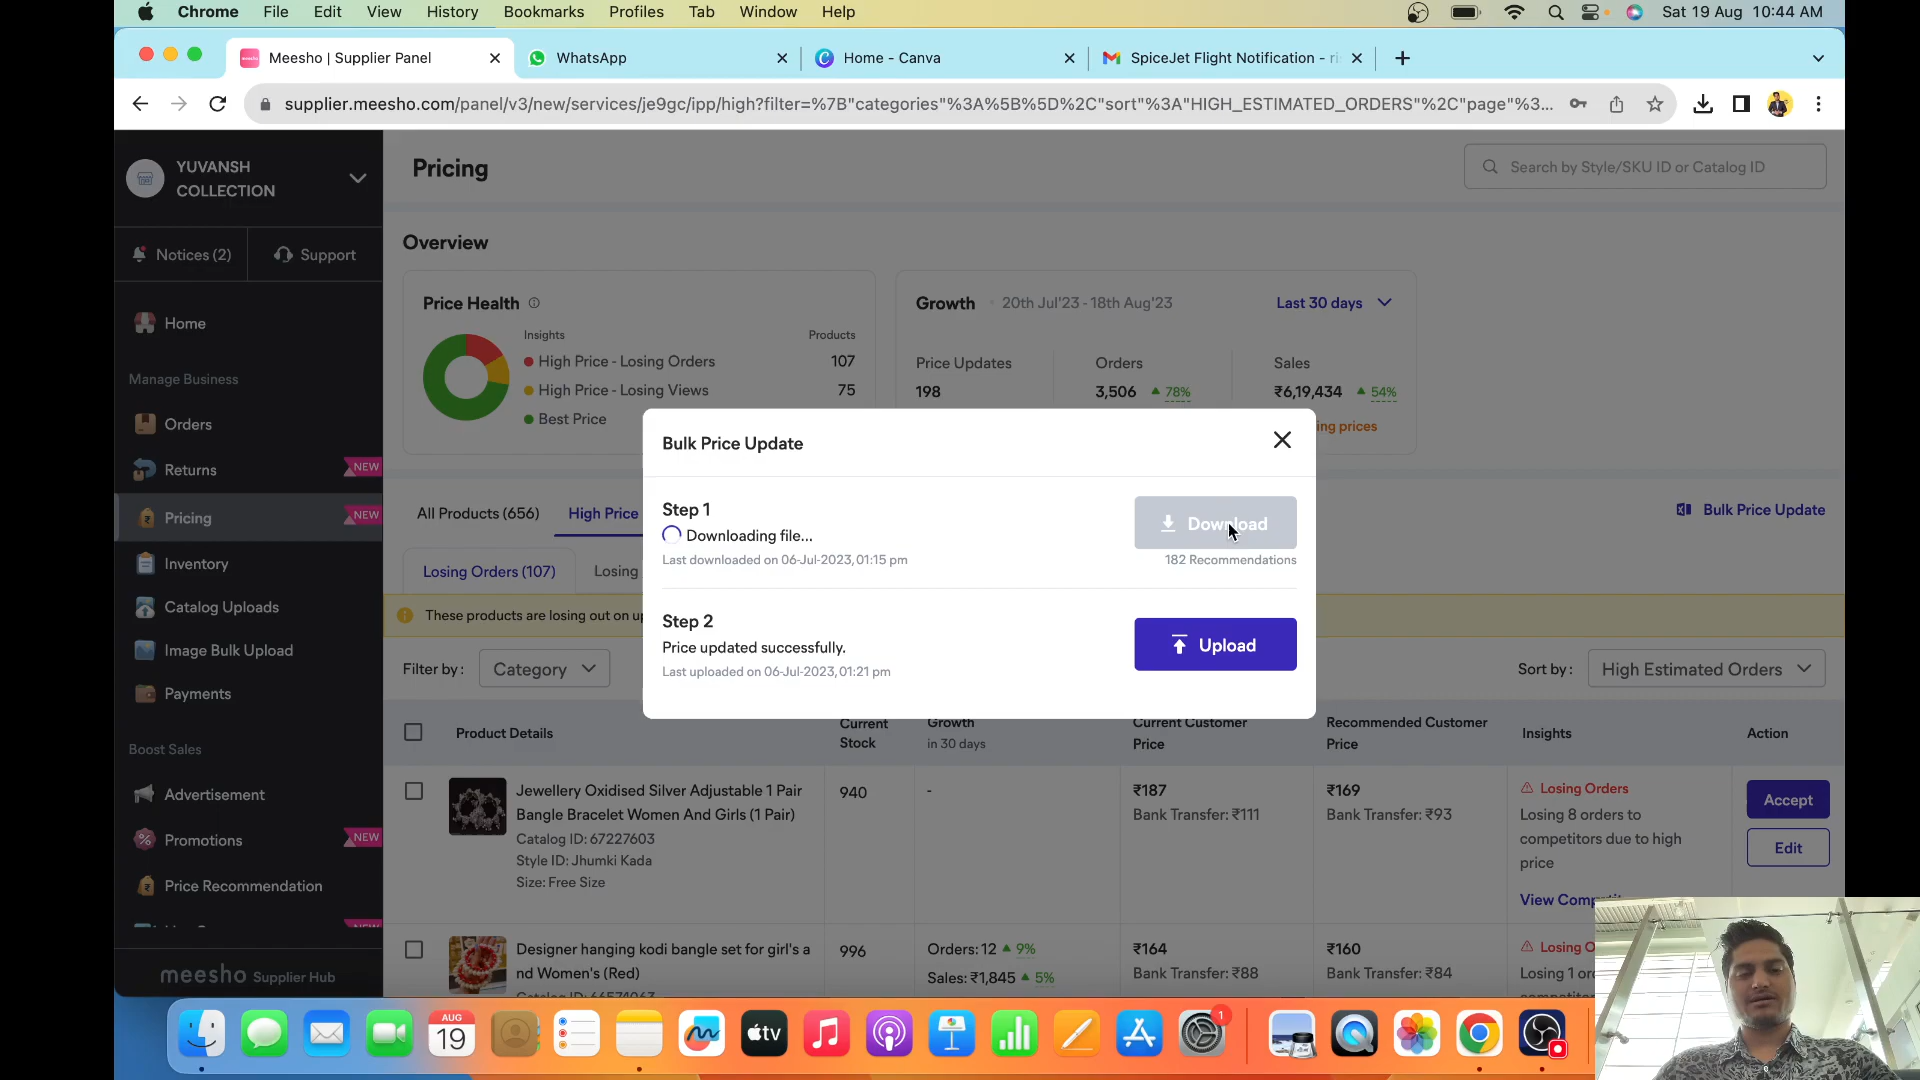 Chrome File Edit View History Bookmarks Profiles Tab Window Help Sat 19 Aug 10:44 AM
Meesho | Supplier Panel
WhatsApp
Home - Canva
SpiceJet Flight Notification - ri
supplier.meesho.com/panel/v3/new/services/je9gc/ipp/high?filter=%7B"categories"%3A%5B%5D%2C"sort"%3A"HIGH_ESTIMATED_ORDERS"%2C"page"%3...
YUVANSH
COLLECTION
Pricing
Search by Style/SKU ID or Catalog ID
Notices (2)
Support
Home
Manage Business
Orders
Returns NEW
Pricing NEW
Inventory
Catalog Uploads
Image Bulk Upload
Payments
Boost Sales
Advertisement
Promotions NEW
Price Recommendation
NEW
meesho Supplier Hub
Overview
Price Health
Insights Products
High Price - Losing Orders 107
High Price - Losing Views 75
Best Price
Growth 20th Jul'23 - 18th Aug'23 Last 30 days
Price Updates Orders Sales
198 3,506 78% ₹6,19,434 54%
ing prices
Bulk Price Update
Step 1
Downloading file...
Last downloaded on 06-Jul-2023, 01:15 pm
Download
182 Recommendations
Step 2
Price updated successfully.
Last uploaded on 06-Jul-2023, 01:21 pm
Upload
All Products (656) High Price
Bulk Price Update
Losing Orders (107) Losing
These products are losing out on u
Filter by : Category
Sort by : High Estimated Orders
Product Details
Current
Stock
Growth
in 30 days
Current Customer
Price
Recommended Customer
Price
Insights
Action
Jewellery Oxidised Silver Adjustable 1 Pair
Bangle Bracelet Women And Girls (1 Pair)
Catalog ID: 67227603
Style ID: Jhumki Kada
Size: Free Size
940
-
₹187
Bank Transfer: ₹111
₹169
Bank Transfer: ₹93
Losing Orders
Losing 8 orders to
competitors due to high
price
View Comp
Accept
Edit
Designer hanging kodi bangle set for girl's a
nd Women's (Red)
Catalog ID: 66574063
996
Orders: 12 9%
Sales: ₹1,845 5%
₹164
Bank Transfer: ₹88
₹160
Bank Transfer: ₹84
Losing O
Losing 1 or
AUG
19
tv
1